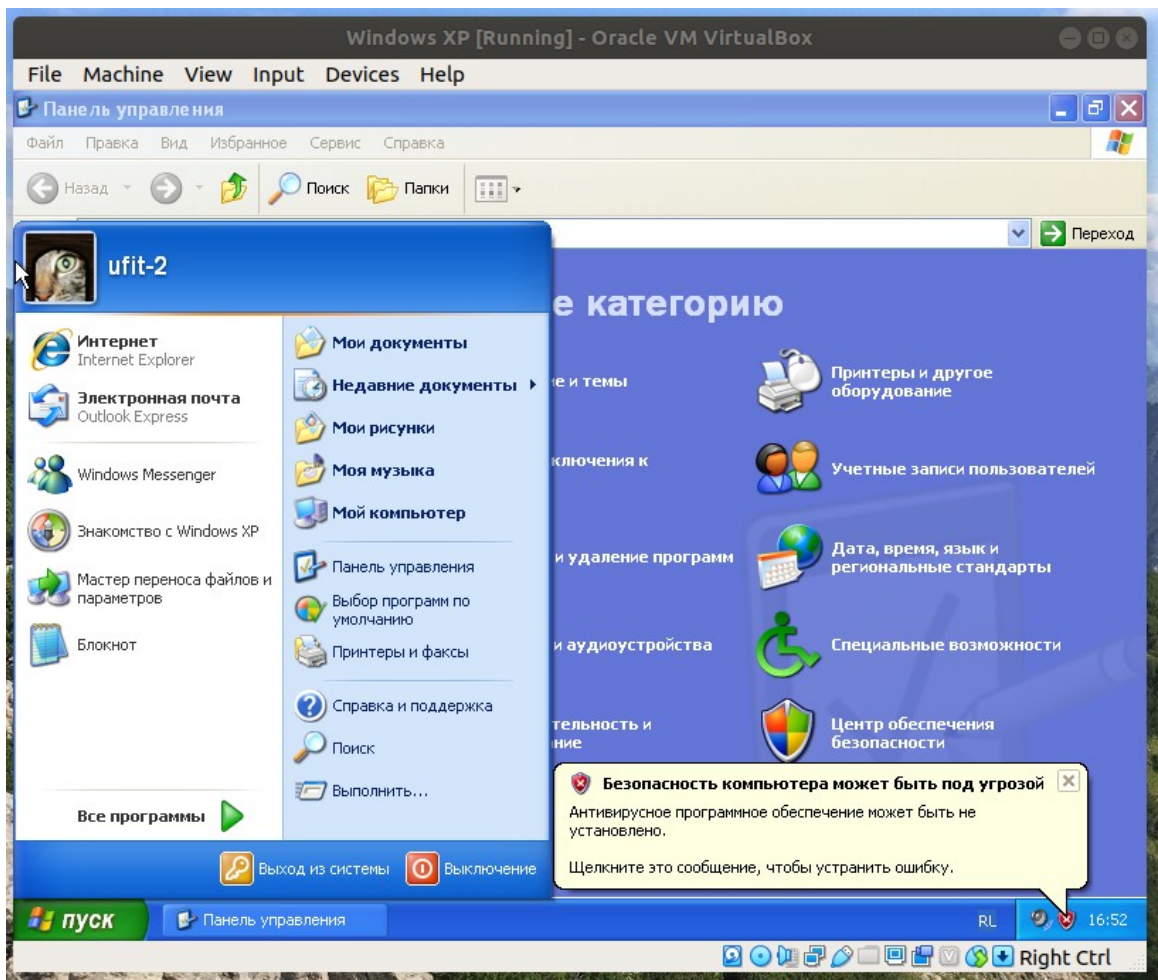 Windows XP [Running] - Oracle VM VirtualBox
File Machine View Input Devices Help
Панель управления
Файл Правка Вид Избранное Сервис Справка
Назад Поиск Папки
Переход
ufit-2
е категорию
Интернет
Internet Explorer
Электронная почта
Outlook Express
Windows Messenger
Знакомство с Windows XP
Мастер переноса файлов и
параметров
Блокнот
Все программы
Мои документы
Недавние документы
Мои рисунки
Моя музыка
Мой компьютер
Панель управления
Выбор программ по
умолчанию
Принтеры и факсы
Справка и поддержка
Поиск
Выполнить...
Выход из системы Выключение
ие и темы
ключения к
и удаление программ
и аудиоустройства
тельность и
ние
Принтеры и другое
оборудование
Учетные записи пользователей
Дата, время, язык и
региональные стандарты
Специальные возможности
Центр обеспечения
безопасности
Безопасность компьютера может быть под угрозой
Антивирусное программное обеспечение может быть не
установлено.
Щелкните это сообщение, чтобы устранить ошибку.
пуск Панель управления RL 16:52
Right Ctrl